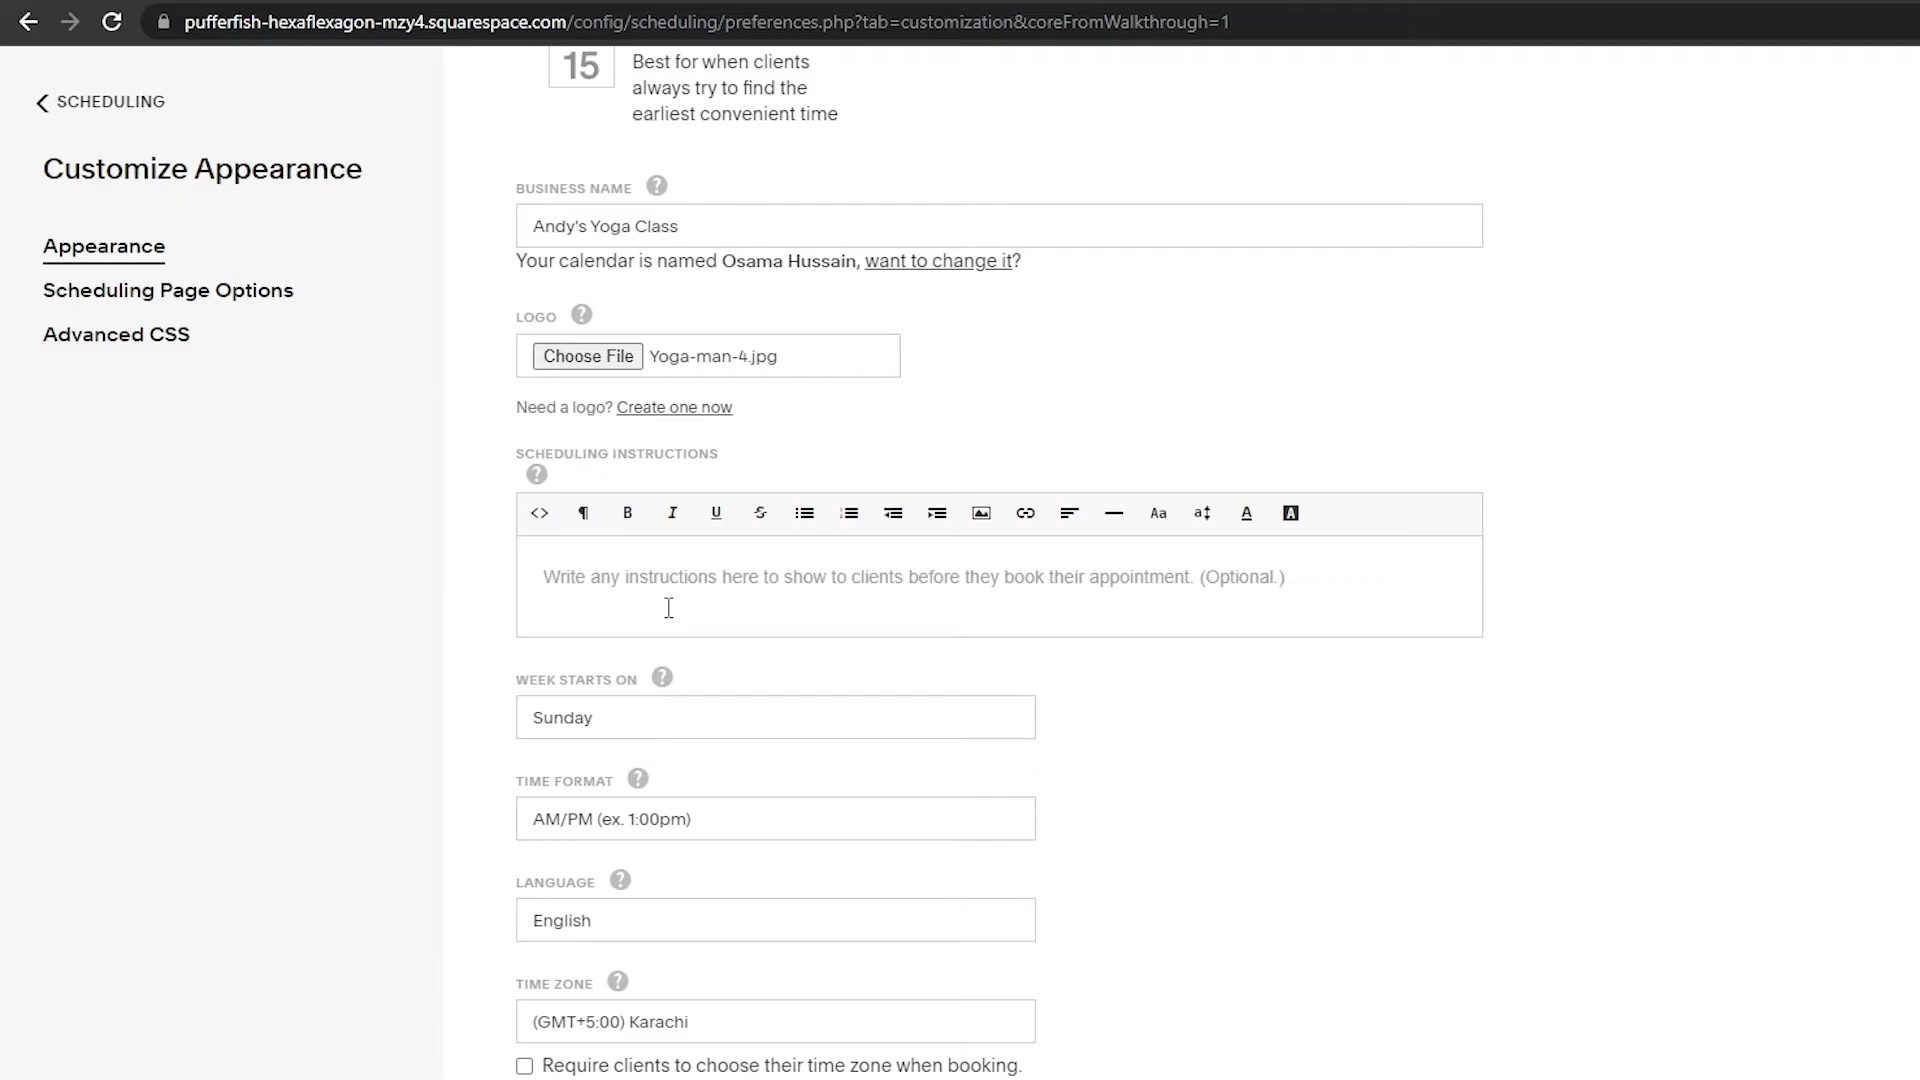 pufferfish-hexaflexagon-mzy4.squarespace.com/config/scheduling/preferences.php?tab=customization&coreFromWalkthrough=1
SCHEDULING
Customize Appearance
Appearance
Scheduling Page Options
Advanced CSS
15
Best for when clients
always try to find the
earliest convenient time
BUSINESS NAME ?
Andy's Yoga Class
Your calendar is named Osama Hussain, want to change it?
LOGO ?
Choose File Yoga-man-4.jpg
Need a logo? Create one now
SCHEDULING INSTRUCTIONS
?
<> ¶ B I U S Aa a A A
Write any instructions here to show to clients before they book their appointment. (Optional.)
WEEK STARTS ON ?
Sunday
TIME FORMAT ?
AM/PM (ex. 1:00pm)
LANGUAGE ?
English
TIME ZONE ?
(GMT+5:00) Karachi
Require clients to choose their time zone when booking.